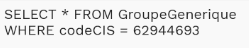 SELECT * FROM GroupeGenerique
WHERE codeCIS = 62944693